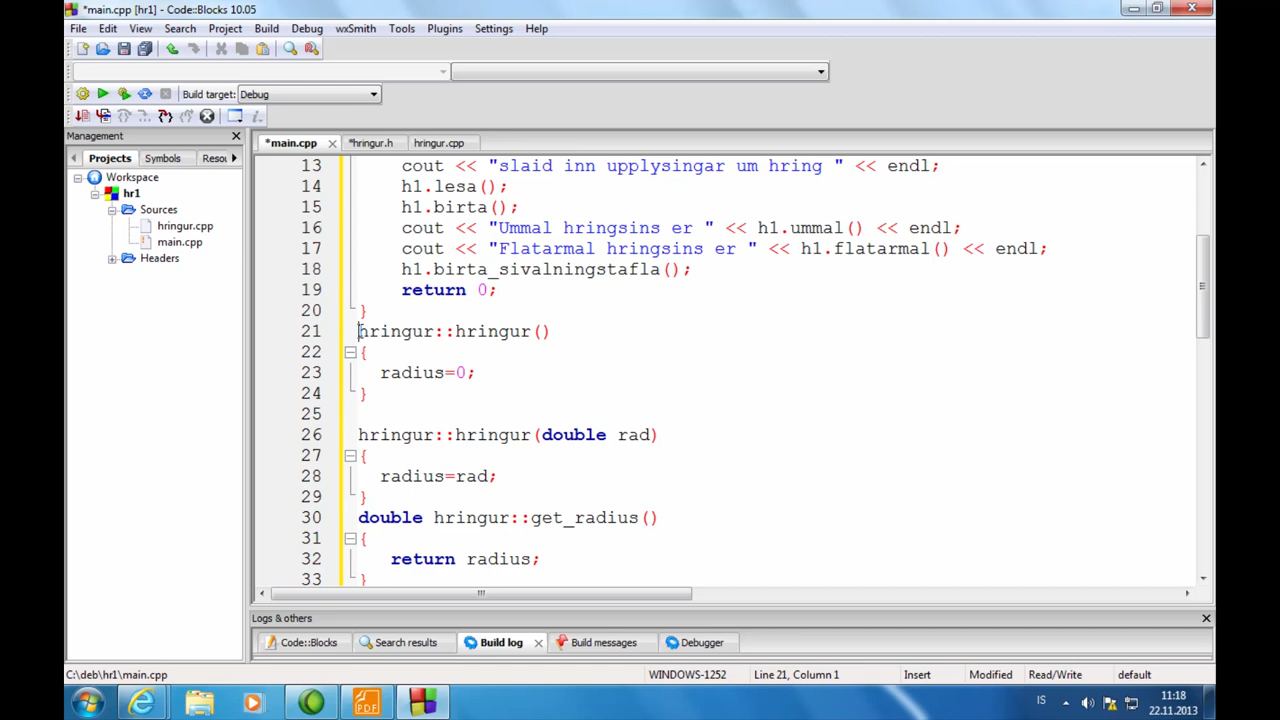 *main.cpp [hr1] - Code::Blocks 10.05
File Edit View Search Project Build Debug wxSmith Tools Plugins Settings Help
Build target: Debug
Management
Projects Symbols Resou
*main.cpp *hringur.h hringur.cpp
Workspace
hr1
Sources
hringur.cpp
main.cpp
Headers
13 cout << "slaid inn upplysingar um hring " << endl;
14 h1.lesa();
15 h1.birta();
16 cout << "Ummal hringsins er " << h1.ummal() << endl;
17 cout << "Flatarmal hringsins er " << h1.flatarmal() << endl;
18 h1.birta_sivalningstafla();
19 return 0;
20 }
21 hringur::hringur()
22 {
23 radius=0;
24 }
25
26 hringur::hringur(double rad)
27 {
28 radius=rad;
29 }
30 double hringur::get_radius()
31 {
32 return radius;
33 }
Logs & others
Code::Blocks Search results Build log Build messages Debugger
C:\deb\hr1\main.cpp WINDOWS-1252 Line 21, Column 1 Insert Modified Read/Write default
IS 11:18
22.11.2013
PDF